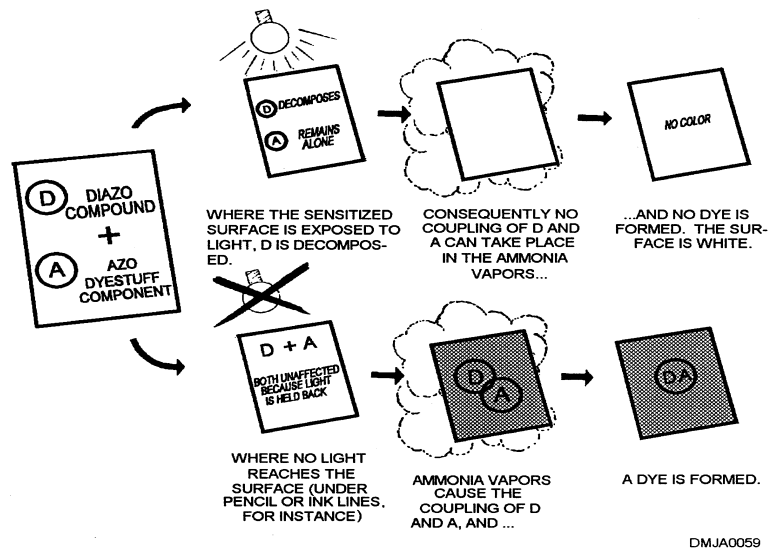 D
DIAZO
COMPOUND
+
A
AZO
DYESTUFF
COMPONENT
D DECOMPOSES
A REMAINS
ALONE
WHERE THE SENSITIZED
SURFACE IS EXPOSED TO
LIGHT, D IS DECOMPOS-
ED.
CONSEQUENTLY NO
COUPLING OF D AND
A CAN TAKE PLACE
IN THE AMMONIA
VAPORS...
NO COLOR
...AND NO DYE IS
FORMED. THE SUR-
FACE IS WHITE.
D + A
BOTH UNAFFECTED
BECAUSE LIGHT
IS HELD BACK
WHERE NO LIGHT
REACHES THE
SURFACE (UNDER
PENCIL OR INK LINES,
FOR INSTANCE)
D
A
AMMONIA VAPORS
CAUSE THE
COUPLING OF D
AND A, AND ...
DA
A DYE IS FORMED.
DMJA0059